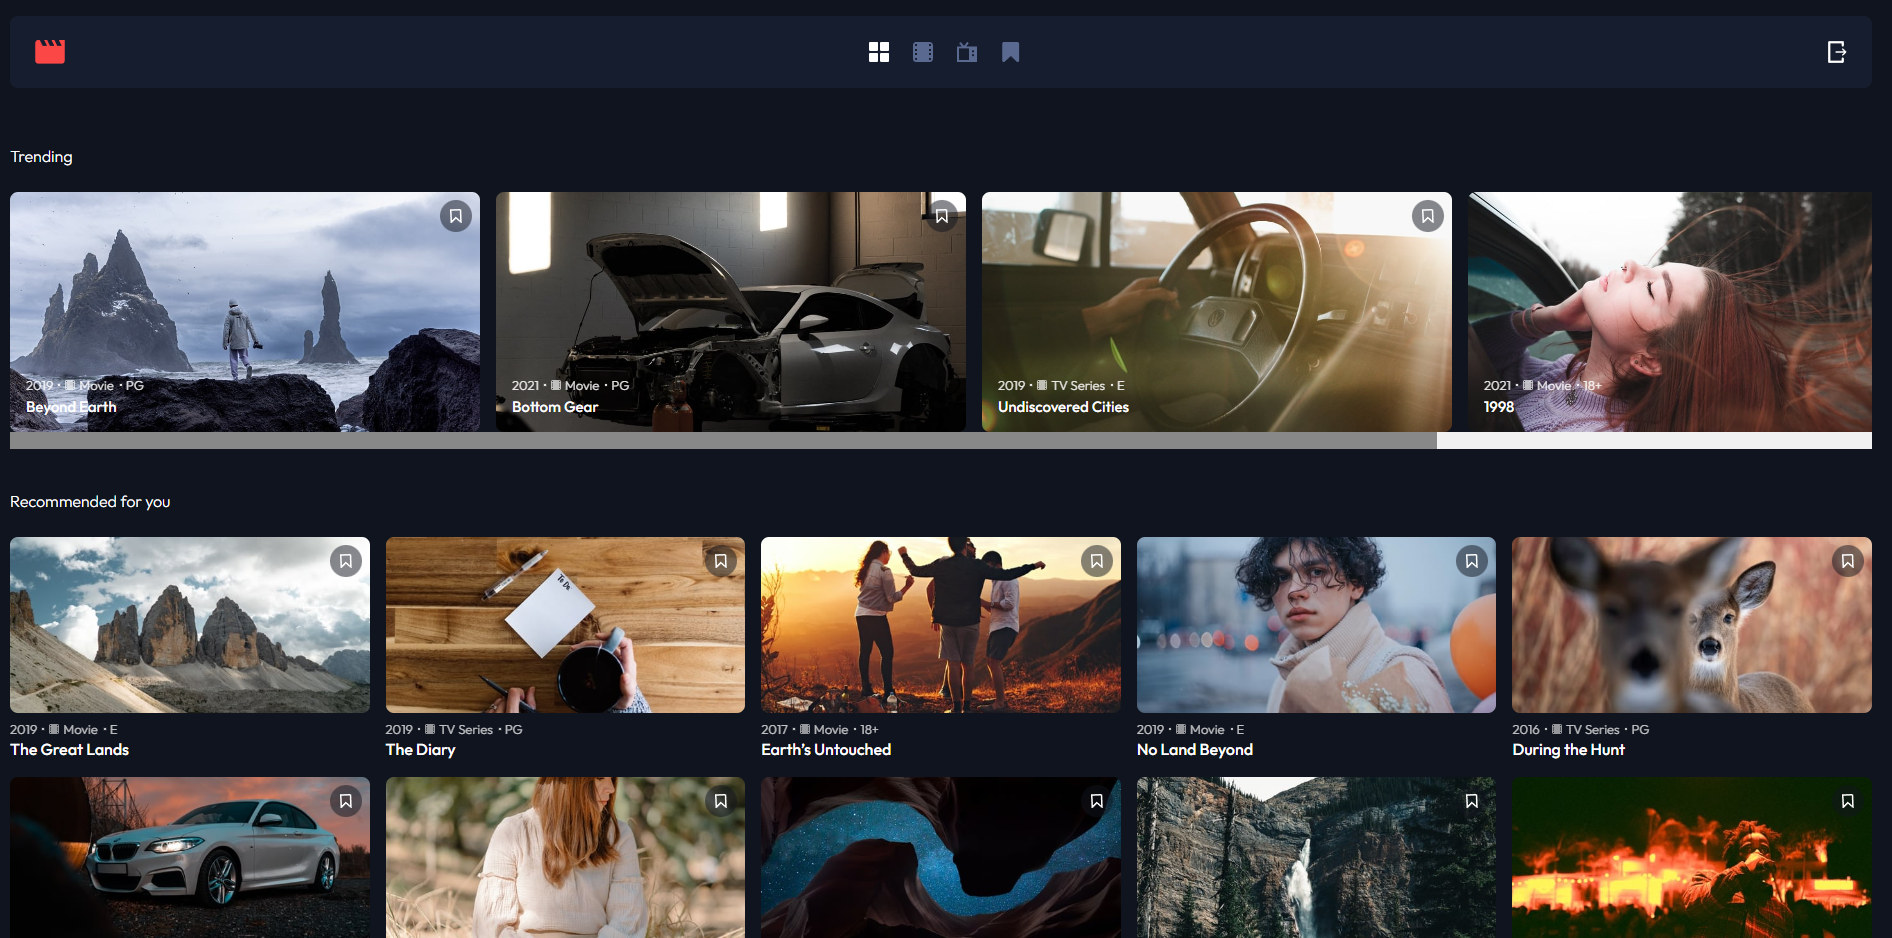 Trending
2019 · Movie · PG
Beyond Earth
2021 · Movie · PG
Bottom Gear
2019 · TV Series · E
Undiscovered Cities
2021 · Movie · 18+
1998
Recommended for you
To Do
2019 · Movie · E
The Great Lands
2019 · TV Series · PG
The Diary
2017 · Movie · 18+
Earth's Untouched
2019 · Movie · E
No Land Beyond
2016 · TV Series · PG
During the Hunt